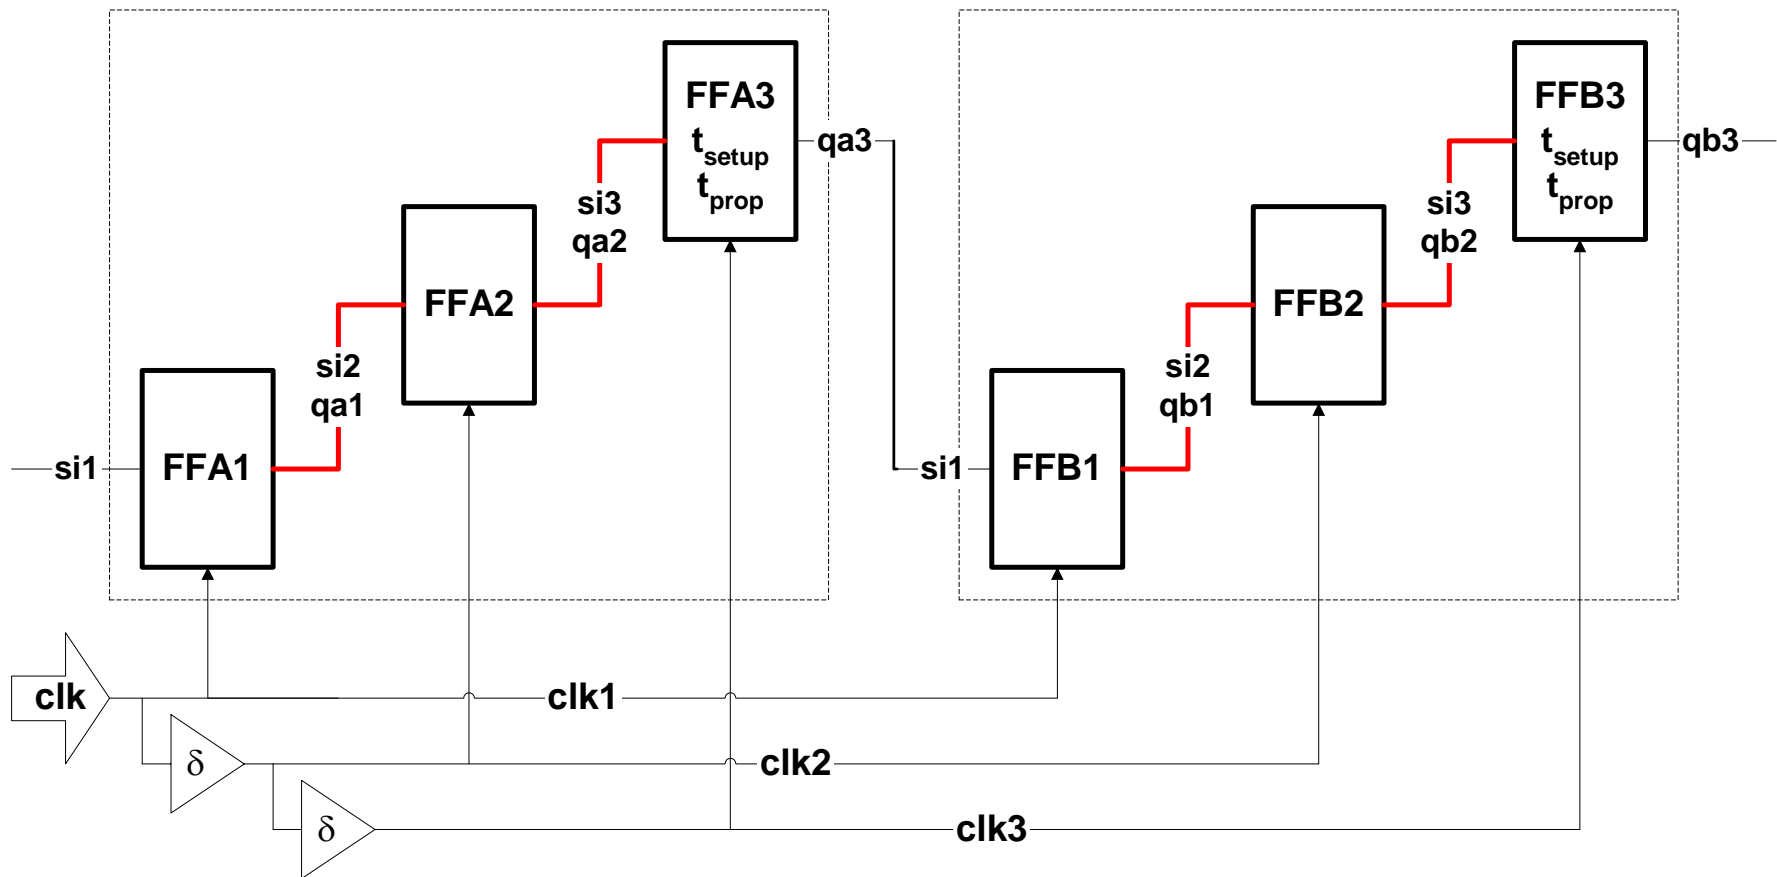 FFA3
t_setup
t_prop
qa3
FFB3
t_setup
t_prop
qb3
si3
qa2
si3
qb2
FFA2
FFB2
si2
qa1
si2
qb1
si1
FFA1
si1
FFB1
clk
clk1
δ
clk2
δ
clk3